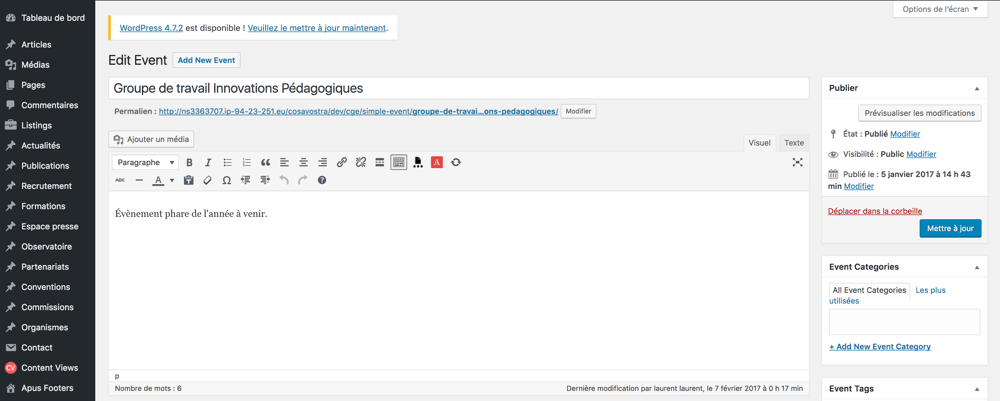 Options de l'écran
Tableau de bord
Articles
Médias
Pages
Commentaires
Listings
Actualités
Publications
Recrutement
Formations
Espace presse
Observatoire
Partenariats
Conventions
Commissions
Organismes
Contact
CV Content Views
Apus Footers
WordPress 4.7.2 est disponible ! Veuillez le mettre à jour maintenant.
Edit Event Add New Event
Groupe de travail Innovations Pédagogiques
Permalien : http://ns3363707.ip-94-23-251.eu/cosavostra/dev/cge/simple-event/groupe-de-travai...ons-pedagogiques/ Modifier
Ajouter un média
Visuel Texte
Paragraphe B I A
ABC A
Évènement phare de l'année à venir.
p
Nombre de mots : 6
Dernière modification par laurent laurent, le 7 février 2017 à 0 h 17 min
Publier
Prévisualiser les modifications
État : Publié Modifier
Visibilité : Public Modifier
Publié le : 5 janvier 2017 à 14 h 43
min Modifier
Déplacer dans la corbeille
Mettre à jour
Event Categories
All Event Categories Les plus
utilisées
+ Add New Event Category
Event Tags